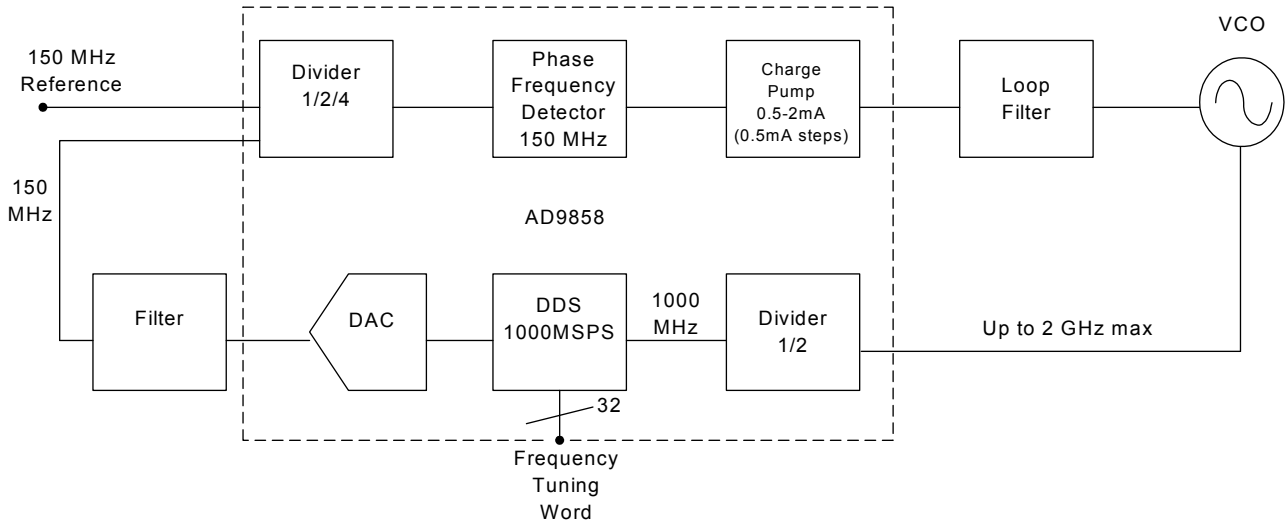 VCO
150 MHz
Reference
Divider
1/2/4
Phase
Frequency
Detector
150 MHz
Charge
Pump
0.5-2mA
(0.5mA steps)
Loop
Filter
150
MHz
AD9858
Filter
DAC
DDS
1000MSPS
1000
MHz
Divider
1/2
Up to 2 GHz max
32
Frequency
Tuning
Word